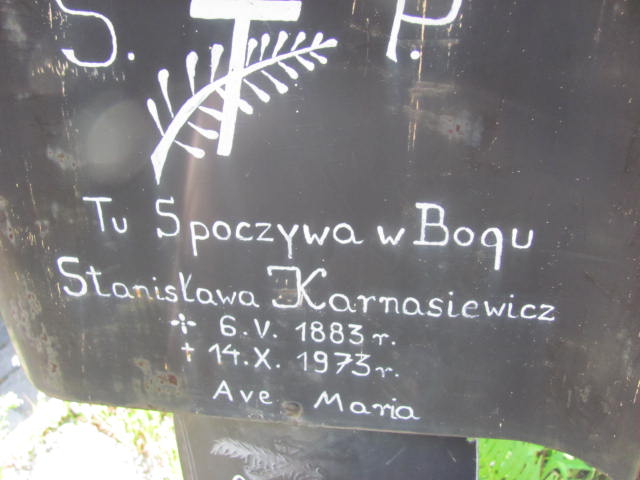 S. P.
Tu Spoczywa w Bogu
Stanisława Karnasiewicz
6.V. 1883 r.
† 14.X. 1973 r.
Ave Maria